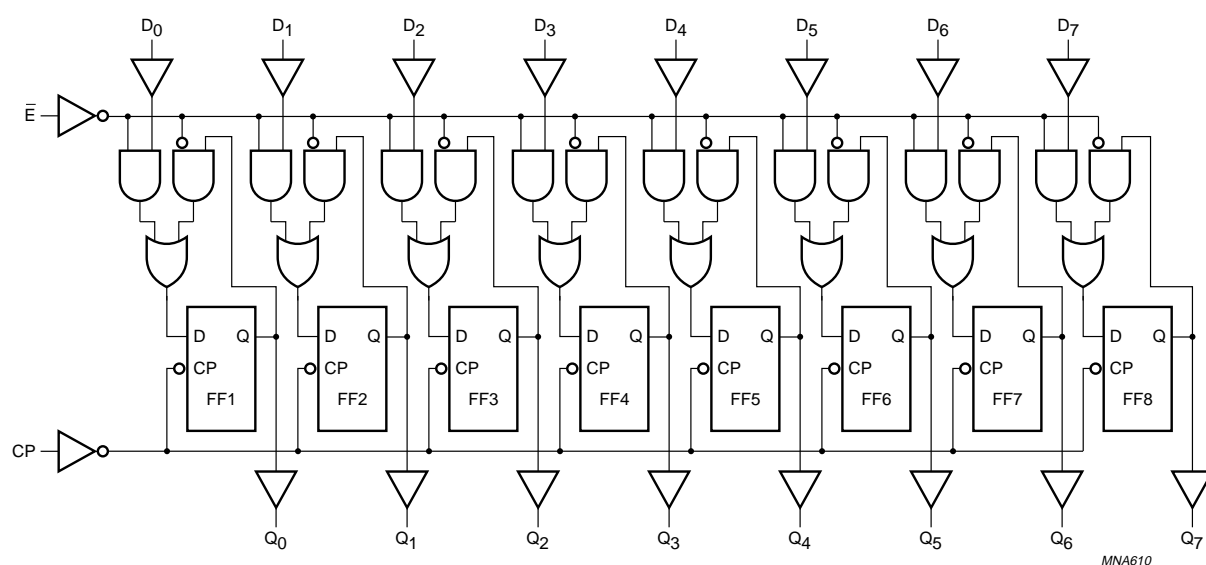 D0 D1 D2 D3 D4 D5 D6 D7
E̅
D Q D Q D Q D Q D Q D Q D Q D Q
CP CP CP CP CP CP CP CP
FF1 FF2 FF3 FF4 FF5 FF6 FF7 FF8
CP
Q0 Q1 Q2 Q3 Q4 Q5 Q6 Q7
MNA610